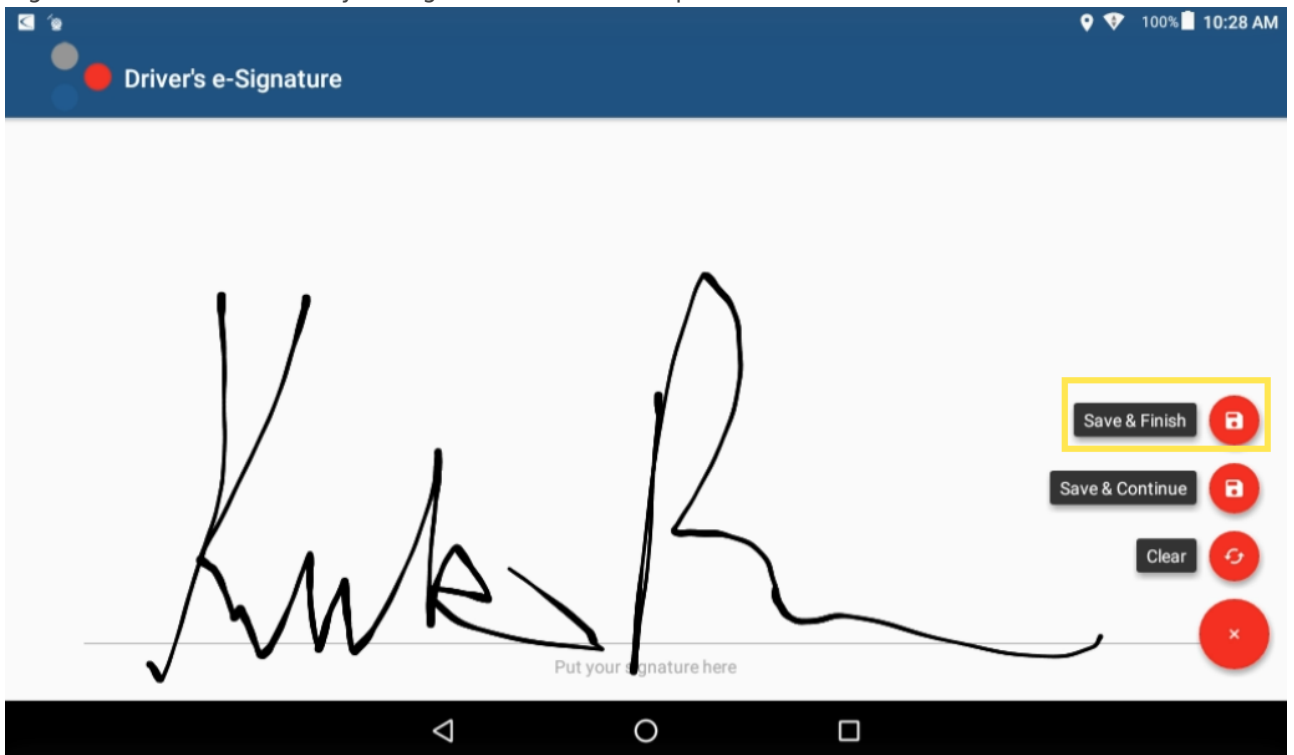 100% 10:28 AM
Driver's e-Signature
Save & Finish
Save & Continue
Clear
Put your signature here